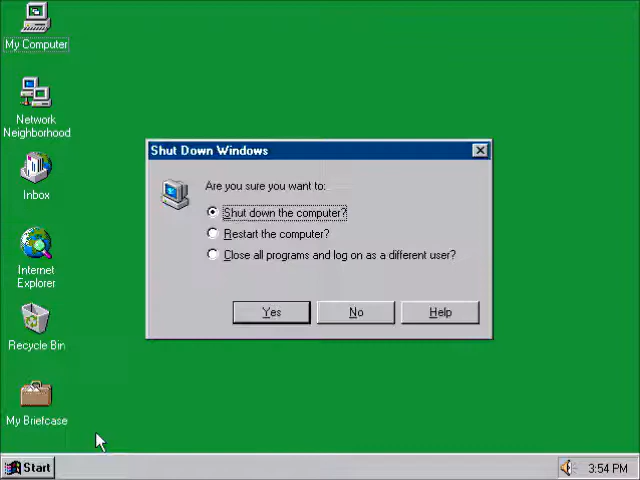 My Computer
Network
Neighborhood
Inbox
Internet
Explorer
Recycle Bin
My Briefcase
Shut Down Windows
Are you sure you want to:
Shut down the computer?
Restart the computer?
Close all programs and log on as a different user?
Yes
No
Help
Start
3:54 PM